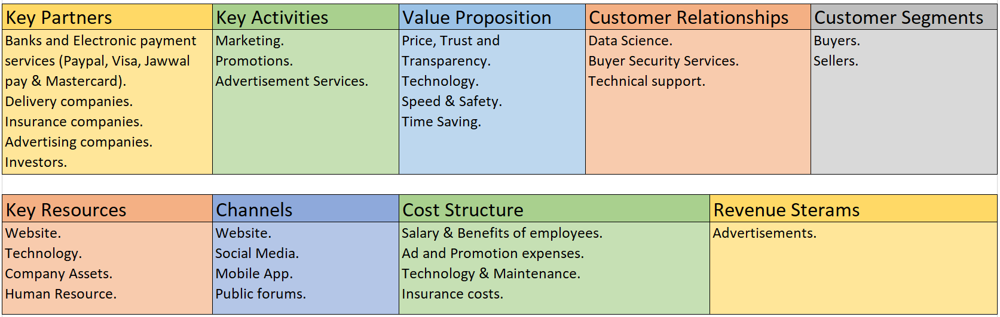 Key Partners
Banks and Electronic payment
services (Paypal, Visa, Jawwal
pay & Mastercard).
Delivery companies.
Insurance companies.
Advertising companies.
Investors.
Key Activities
Marketing.
Promotions.
Advertisement Services.
Value Proposition
Price, Trust and
Transparency.
Technology.
Speed & Safety.
Time Saving.
Customer Relationships
Data Science.
Buyer Security Services.
Technical support.
Customer Segments
Buyers.
Sellers.
Key Resources
Website.
Technology.
Company Assets.
Human Resource.
Channels
Website.
Social Media.
Mobile App.
Public forums.
Cost Structure
Salary & Benefits of employees.
Ad and Promotion expenses.
Technology & Maintenance.
Insurance costs.
Revenue Sterams
Advertisements.